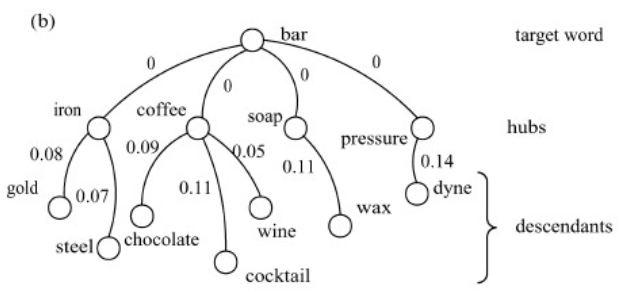 (b)
bar
target word
0
0
0
0
iron
coffee
soap
pressure
hubs
0.08
0.07
0.09
0.11
0.05
0.11
0.14
gold
steel
chocolate
cocktail
wine
wax
dyne
descendants